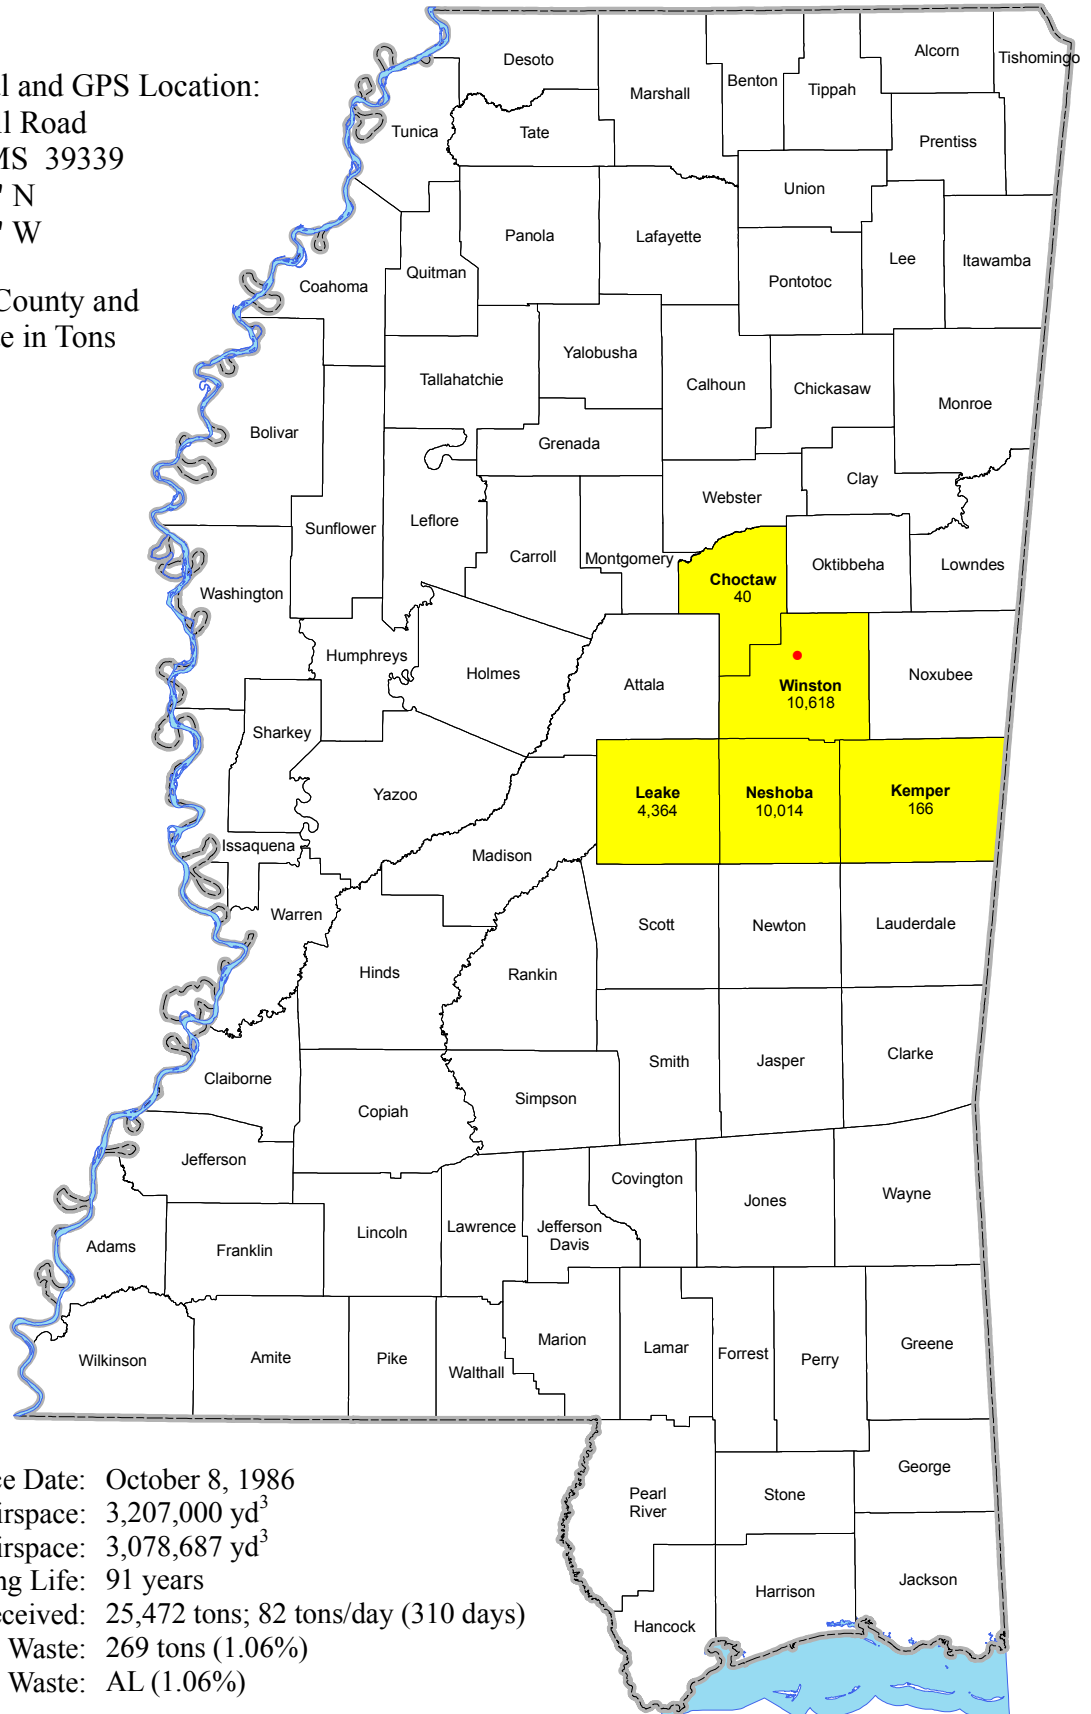 l and GPS Location:
ll Road
MS 39339
' N
' W
County and
e in Tons
Desoto
Marshall
Benton
Tippah
Alcorn
Tishomingo
Tunica
Tate
Prentiss
Union
Panola
Lafayette
Lee
Itawamba
Quitman
Pontotoc
Coahoma
Yalobusha
Tallahatchie
Calhoun
Chickasaw
Monroe
Bolivar
Grenada
Clay
Webster
Leflore
Sunflower
Carroll
Montgomery
Oktibbeha
Lowndes
Choctaw
40
Washington
Humphreys
Holmes
Attala
Noxubee
Winston
10,618
Sharkey
Yazoo
Leake
4,364
Neshoba
10,014
Kemper
166
Issaquena
Madison
Warren
Scott
Newton
Lauderdale
Hinds
Rankin
Smith
Jasper
Clarke
Claiborne
Copiah
Simpson
Jefferson
Covington
Jones
Wayne
Lincoln
Lawrence
Jefferson
Davis
Adams
Franklin
Marion
Lamar
Forrest
Perry
Greene
Wilkinson
Amite
Pike
Walthall
George
Pearl
River
Stone
Harrison
Jackson
Hancock
ce Date: October 8, 1986
irspace: 3,207,000 yd³
irspace: 3,078,687 yd³
ng Life: 91 years
eceived: 25,472 tons; 82 tons/day (310 days)
Waste: 269 tons (1.06%)
Waste: AL (1.06%)